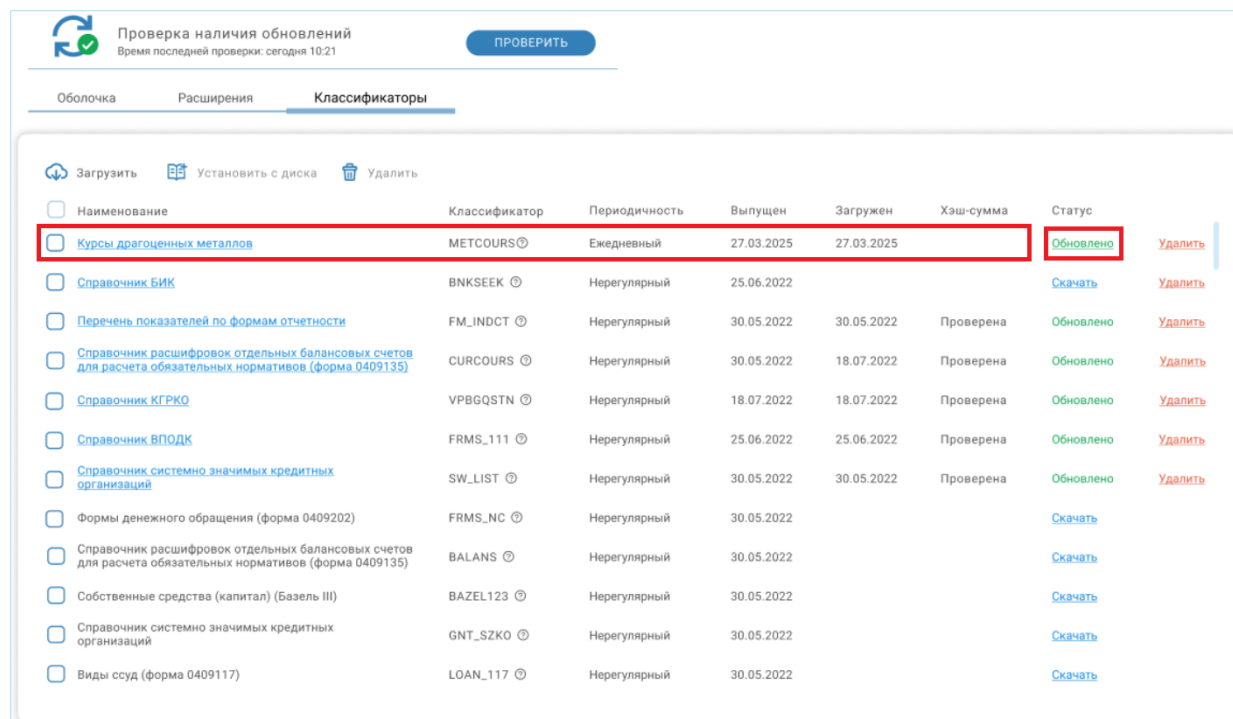 Проверка наличия обновлений
Время последней проверки: сегодня 10:21
ПРОВЕРИТЬ
Оболочка Расширения Классификаторы
Загрузить Установить с диска Удалить
Наименование Классификатор Периодичность Выпущен Загружен Хэш-сумма Статус
Курсы драгоценных металлов METCOURS Ежедневный 27.03.2025 27.03.2025 Обновлено Удалить
Справочник БИК BNKSEEK Нерегулярный 25.06.2022 Скачать Удалить
Перечень показателей по формам отчетности FM_INDCT Нерегулярный 30.05.2022 30.05.2022 Проверена Обновлено Удалить
Справочник расшифровок отдельных балансовых счетов
для расчета обязательных нормативов (форма 0409135) CURCOURS Нерегулярный 30.05.2022 18.07.2022 Проверена Обновлено Удалить
Справочник КГРКО VPBGQSTN Нерегулярный 18.07.2022 18.07.2022 Проверена Обновлено Удалить
Справочник ВПОДК FRMS_111 Нерегулярный 25.06.2022 25.06.2022 Проверена Обновлено Удалить
Справочник системно значимых кредитных
организаций SW_LIST Нерегулярный 30.05.2022 30.05.2022 Проверена Обновлено Удалить
Формы денежного обращения (форма 0409202) FRMS_NC Нерегулярный 30.05.2022 Скачать
Справочник расшифровок отдельных балансовых счетов
для расчета обязательных нормативов (форма 0409135) BALANS Нерегулярный 30.05.2022 Скачать
Собственные средства (капитал) (Базель III) BAZEL123 Нерегулярный 30.05.2022 Скачать
Справочник системно значимых кредитных
организаций GNT_SZKO Нерегулярный 30.05.2022 Скачать
Виды ссуд (форма 0409117) LOAN_117 Нерегулярный 30.05.2022 Скачать